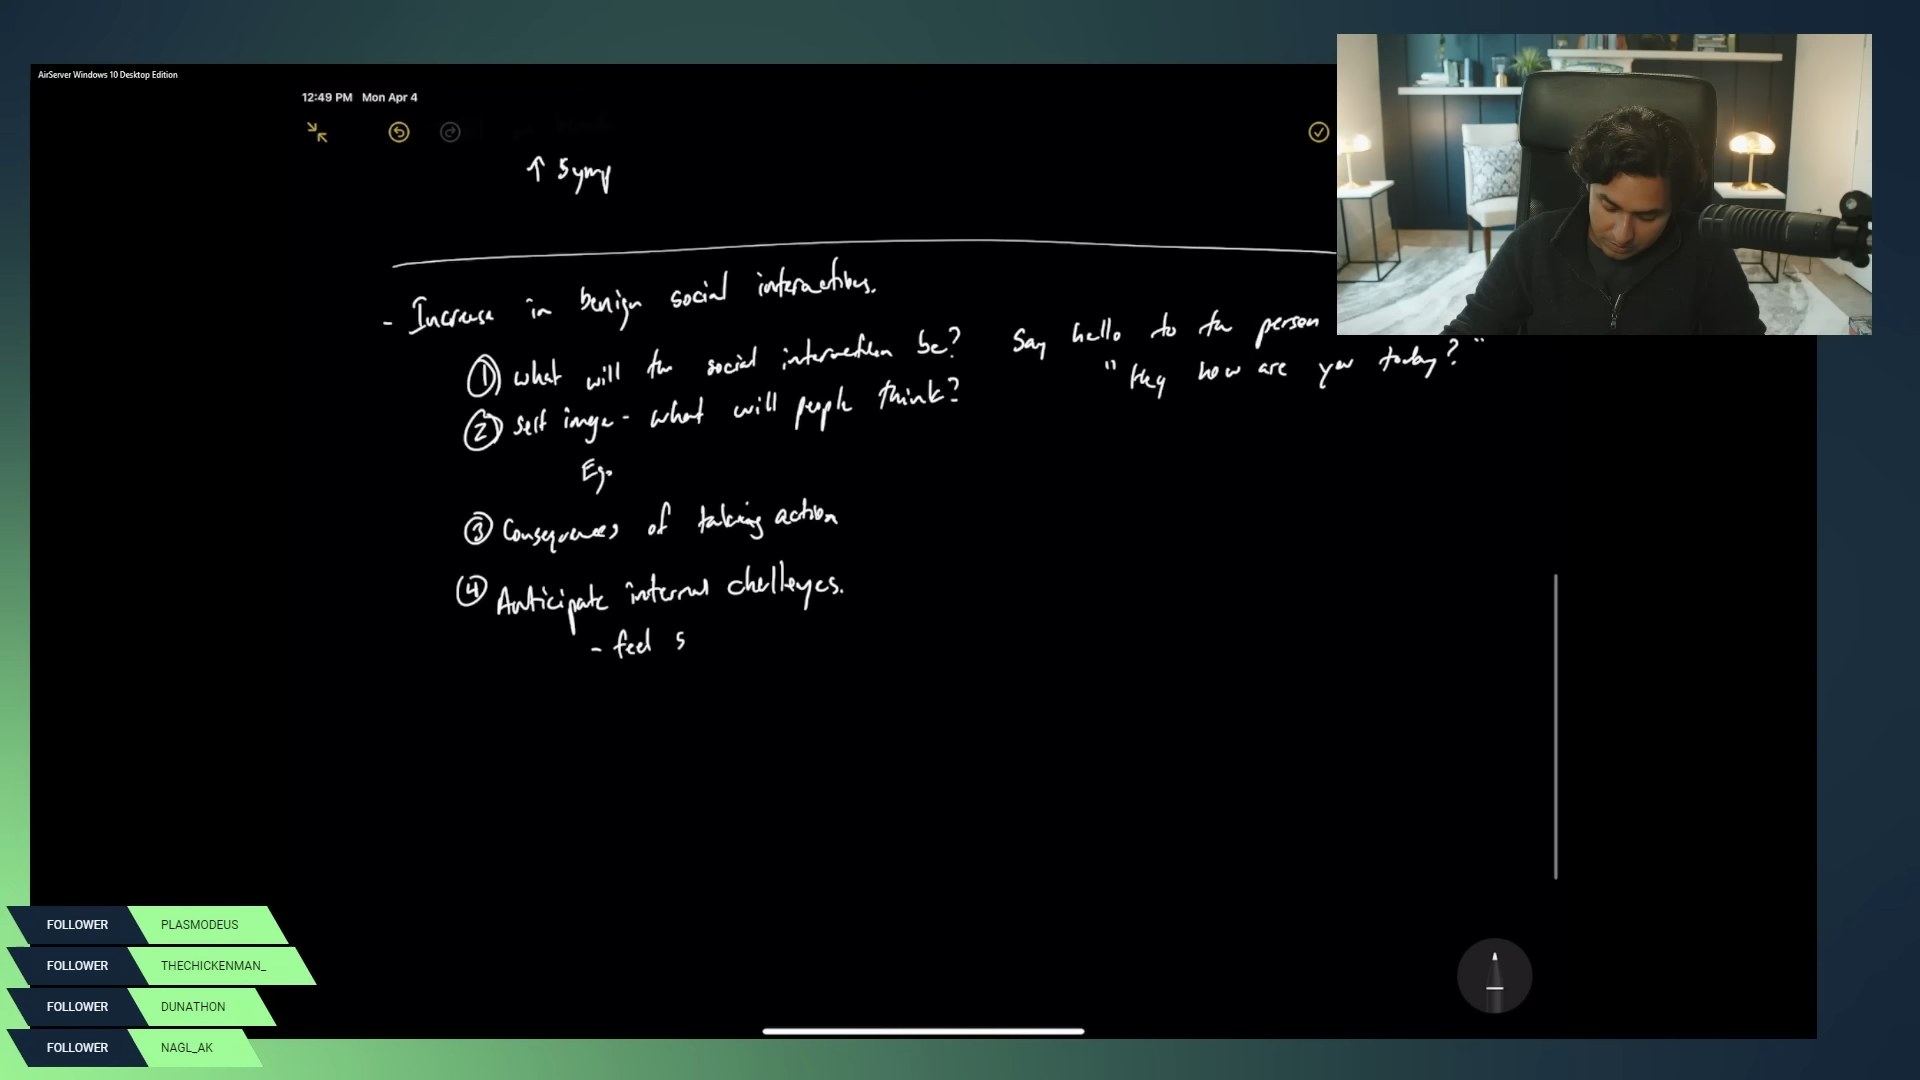 AirServer Windows 10 Desktop Edition
12:49 PM Mon Apr 4
↑ Symp
- Increase in benign social interactions.
① What will the social interaction be? Say hello to the person
"Hey how are you today?"
② Self image - what will people think?
Eg.
③ Consequences of taking action
④ Anticipate internal challenges.
- feel s
FOLLOWER PLASMODEUS
FOLLOWER THECHICKENMAN_
FOLLOWER DUNATHON
FOLLOWER NAGL_AK